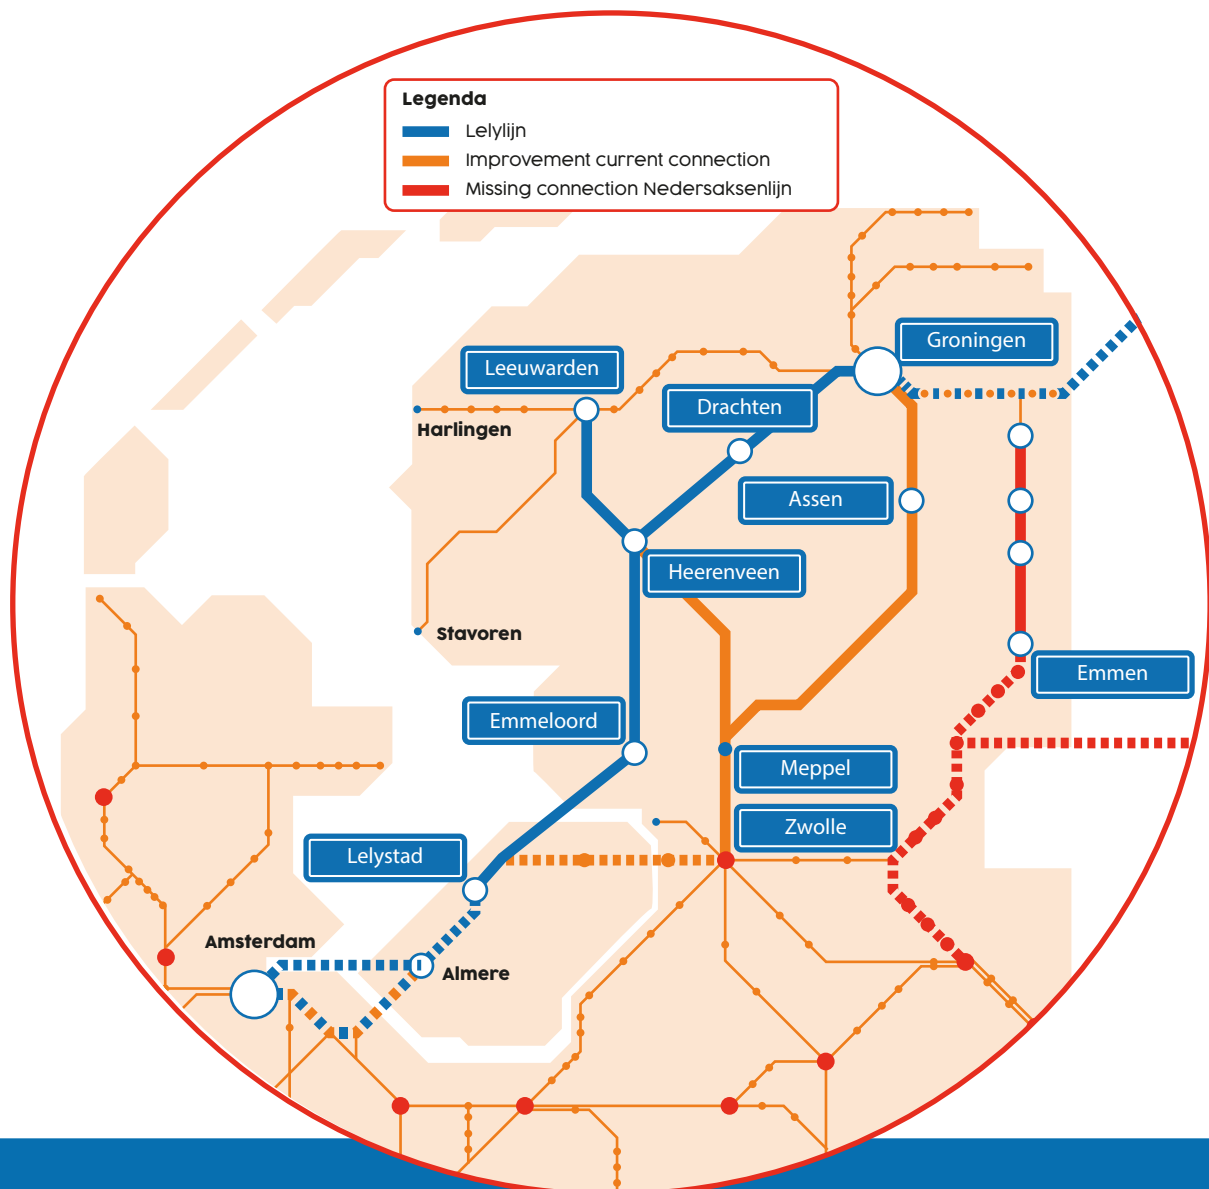 Legenda
Lelylijn
Improvement current connection
Missing connection Nedersaksenlijn
Groningen
Leeuwarden
Drachten
Harlingen
Assen
Heerenveen
Stavoren
Emmen
Emmeloord
Meppel
Zwolle
Lelystad
Amsterdam
Almere